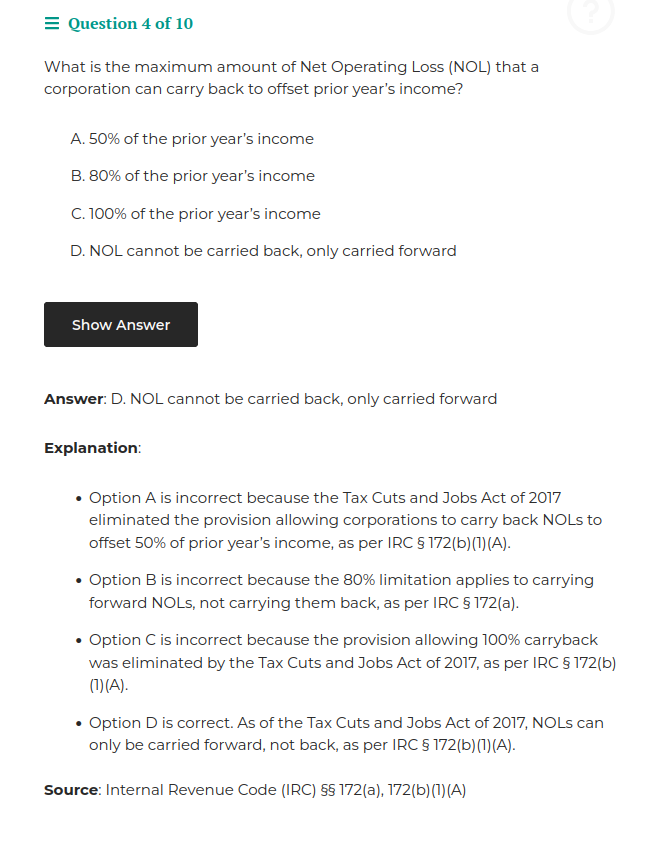 Question 4 of 10
?
What is the maximum amount of Net Operating Loss (NOL) that a
corporation can carry back to offset prior year's income?
A. 50% of the prior year's income
B. 80% of the prior year's income
C. 100% of the prior year's income
D. NOL cannot be carried back, only carried forward
Show Answer
Answer: D. NOL cannot be carried back, only carried forward
Explanation:
• Option A is incorrect because the Tax Cuts and Jobs Act of 2017
eliminated the provision allowing corporations to carry back NOLs to
offset 50% of prior year's income, as per IRC § 172(b)(1)(A).
• Option B is incorrect because the 80% limitation applies to carrying
forward NOLs, not carrying them back, as per IRC § 172(a).
• Option C is incorrect because the provision allowing 100% carryback
was eliminated by the Tax Cuts and Jobs Act of 2017, as per IRC § 172(b)
(1)(A).
• Option D is correct. As of the Tax Cuts and Jobs Act of 2017, NOLs can
only be carried forward, not back, as per IRC § 172(b)(1)(A).
Source: Internal Revenue Code (IRC) §§ 172(a), 172(b)(1)(A)